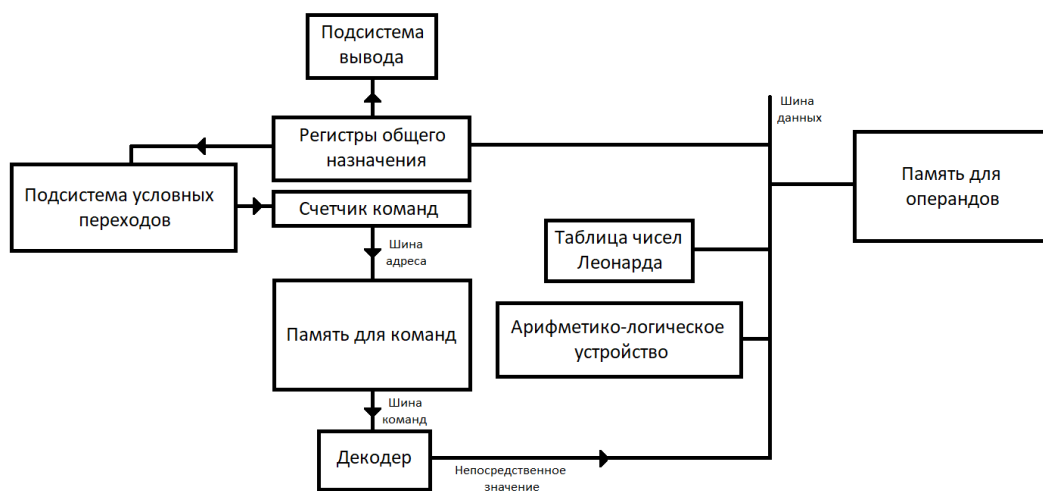 Подсистема
вывода
Шина
данных
Регистры общего
назначения
Память для
операндов
Подсистема условных
переходов
Счетчик команд
Таблица чисел
Леонарда
Шина
адреса
Память для команд
Арифметико-логическое
устройство
Шина
команд
Декодер
Непосредственное
значение